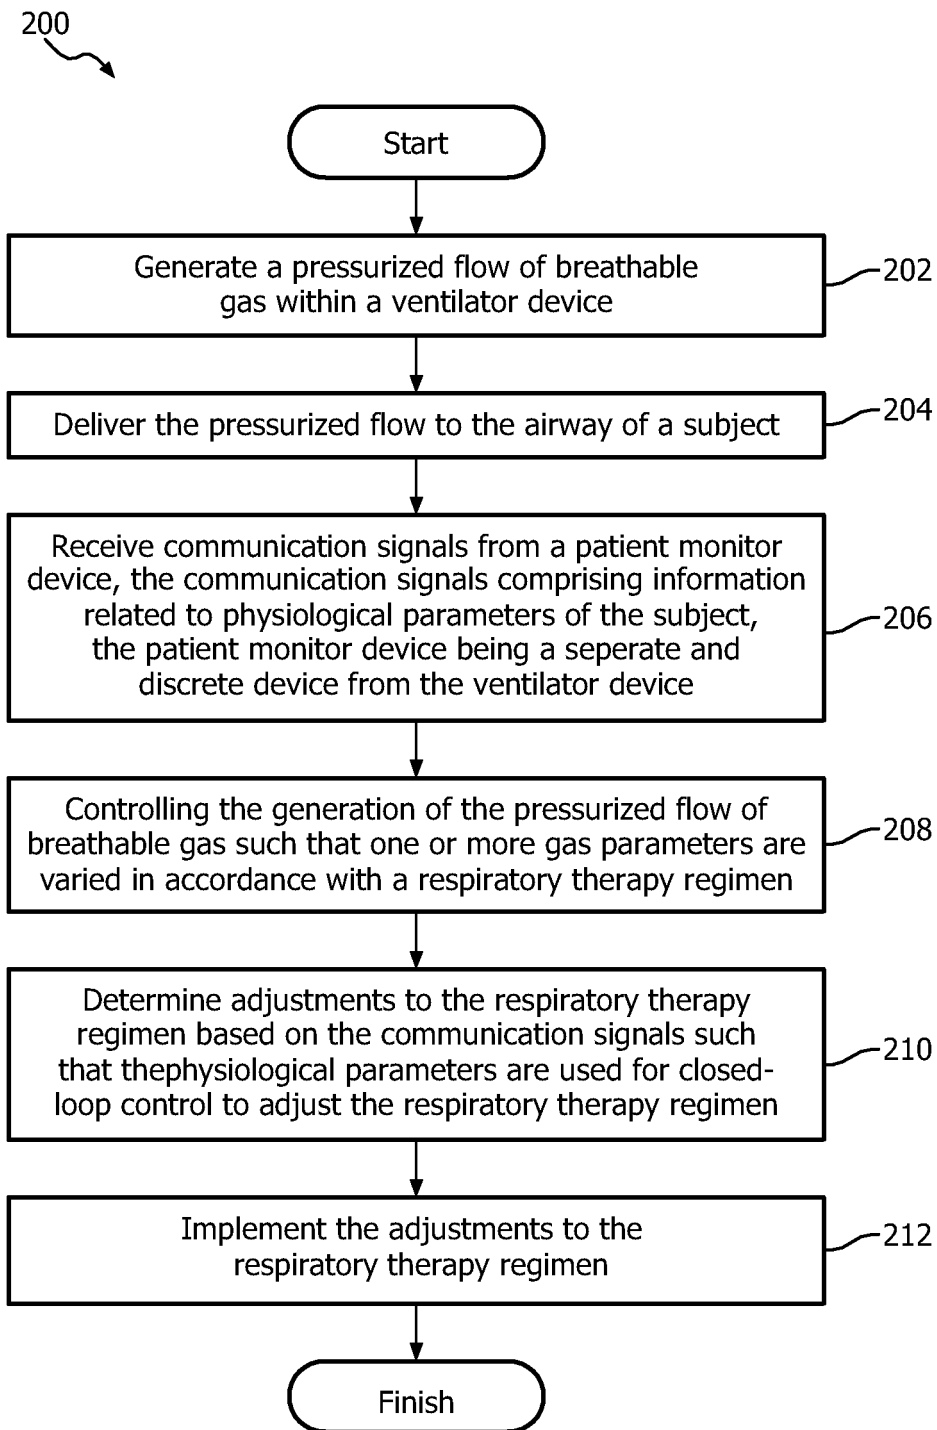 200
Start
Generate a pressurized flow of breathable
gas within a ventilator device
202
Deliver the pressurized flow to the airway of a subject
204
Receive communication signals from a patient monitor
device, the communication signals comprising information
related to physiological parameters of the subject,
the patient monitor device being a seperate and
discrete device from the ventilator device
206
Controlling the generation of the pressurized flow of
breathable gas such that one or more gas parameters are
varied in accordance with a respiratory therapy regimen
208
Determine adjustments to the respiratory therapy
regimen based on the communication signals such
that thephysiological parameters are used for closed-
loop control to adjust the respiratory therapy regimen
210
Implement the adjustments to the
respiratory therapy regimen
212
Finish